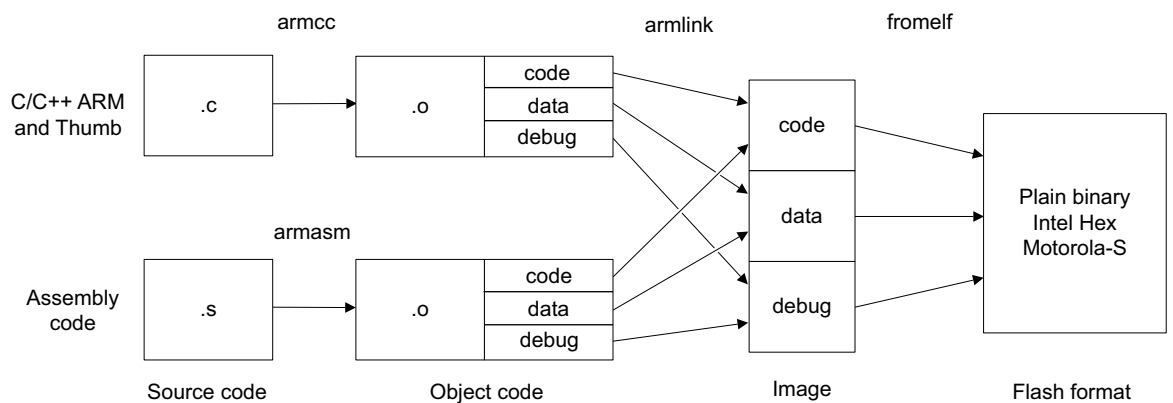 armcc
armlink
fromelf
C/C++ ARM
and Thumb
.c
.o
code
data
debug
armasm
Assembly
code
.s
.o
code
data
debug
code
data
debug
Plain binary
Intel Hex
Motorola-S
Source code
Object code
Image
Flash format